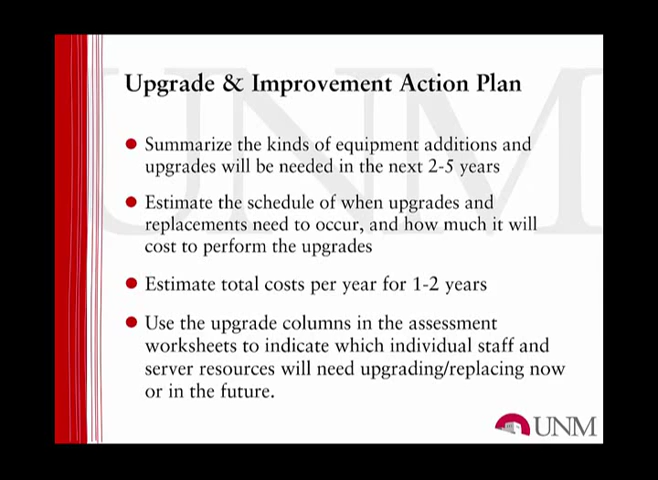 Upgrade & Improvement Action Plan
Summarize the kinds of equipment additions and
upgrades will be needed in the next 2-5 years
Estimate the schedule of when upgrades and
replacements need to occur, and how much it will
cost to perform the upgrades
Estimate total costs per year for 1-2 years
Use the upgrade columns in the assessment
worksheets to indicate which individual staff and
server resources will need upgrading/replacing now
or in the future.
UNM
UNM